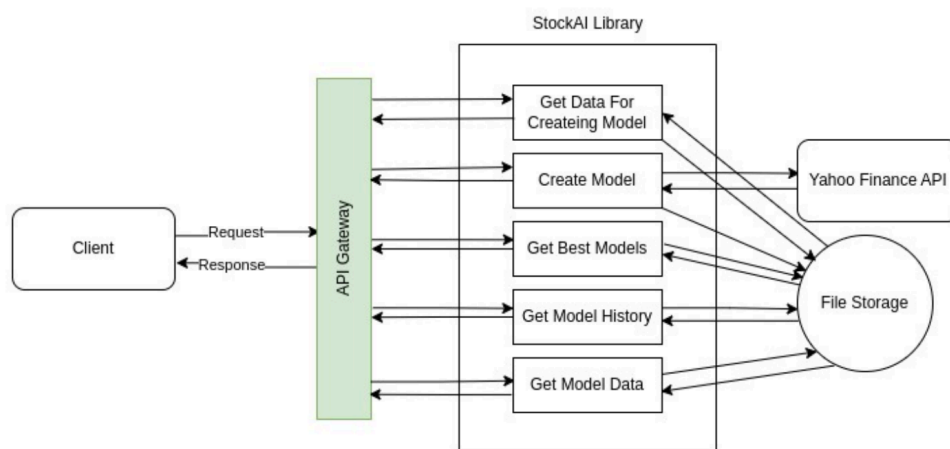 StockAI Library
Get Data For
Createing Model
Create Model
Yahoo Finance API
Client
Request
Response
API Gateway
Get Best Models
Get Model History
File Storage
Get Model Data